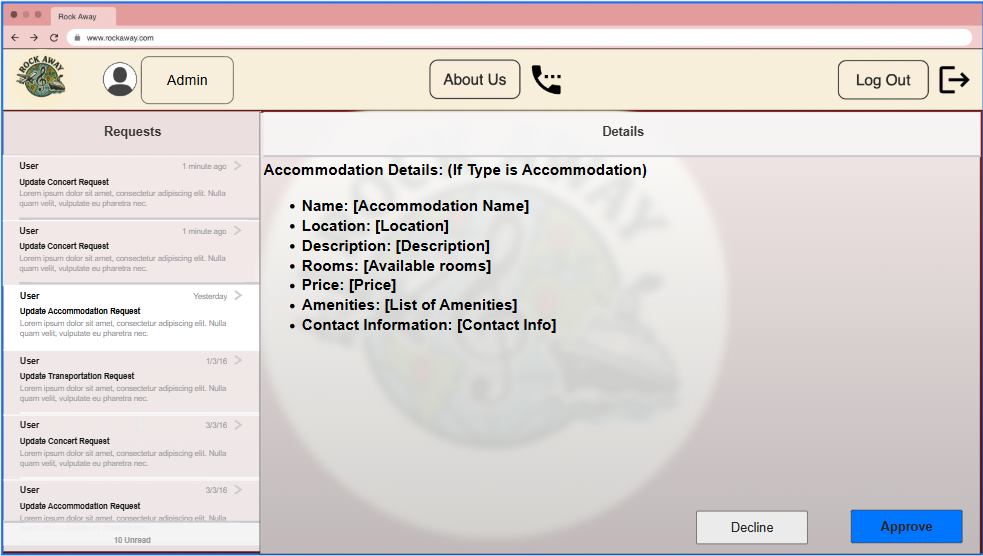 Rock Away
www.rockaway.com
ROCK AWAY
Admin
About Us
Log Out
Requests
User
1 minute ago
Update Concert Request
Lorem ipsum dolor sit amet, consectetur adipiscing elit. Nulla
quam velit, vulputate eu pharetra nec.
User
1 minute ago
Update Concert Request
Lorem ipsum dolor sit amet, consectetur adipiscing elit. Nulla
quam velit, vulputate eu pharetra nec.
User
Yesterday
Update Accommodation Request
Lorem ipsum dolor sit amet, consectetur adipiscing elit. Nulla
quam velit, vulputate eu pharetra nec.
User
1/3/16
Update Transportation Request
Lorem ipsum dolor sit amet, consectetur adipiscing elit. Nulla
quam velit, vulputate eu pharetra nec.
User
3/3/16
Update Concert Request
Lorem ipsum dolor sit amet, consectetur adipiscing elit. Nulla
quam velit, vulputate eu pharetra nec.
User
3/3/16
Update Accommodation Request
Lorem ipsum dolor sit amet, consectetur adipiscing elit. Nulla
10 Unread
Details
ROCK AWAY
Accommodation Details: (If Type is Accommodation)
• Name: [Accommodation Name]
• Location: [Location]
• Description: [Description]
• Rooms: [Available rooms]
• Price: [Price]
• Amenities: [List of Amenities]
• Contact Information: [Contact Info]
Decline
Approve